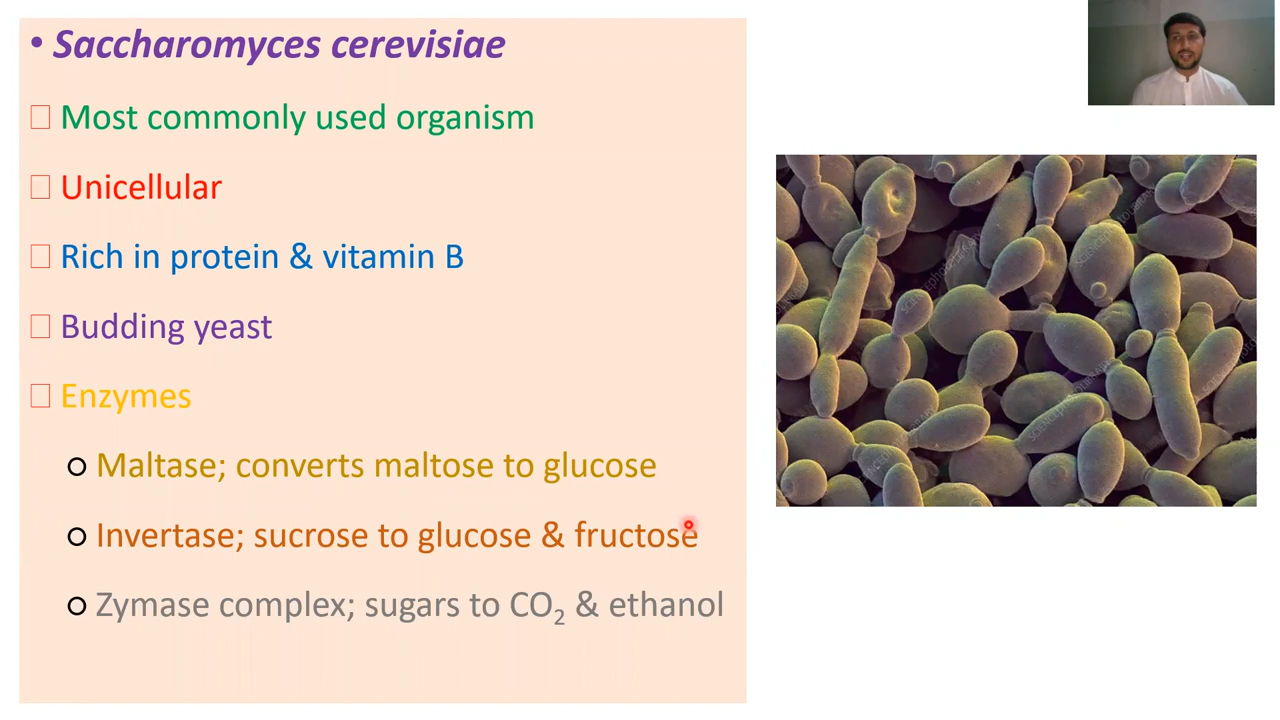 • Saccharomyces cerevisiae
Most commonly used organism
Unicellular
Rich in protein & vitamin B
Budding yeast
Enzymes
Maltase; converts maltose to glucose
Invertase; sucrose to glucose & fructose
Zymase complex; sugars to CO₂ & ethanol